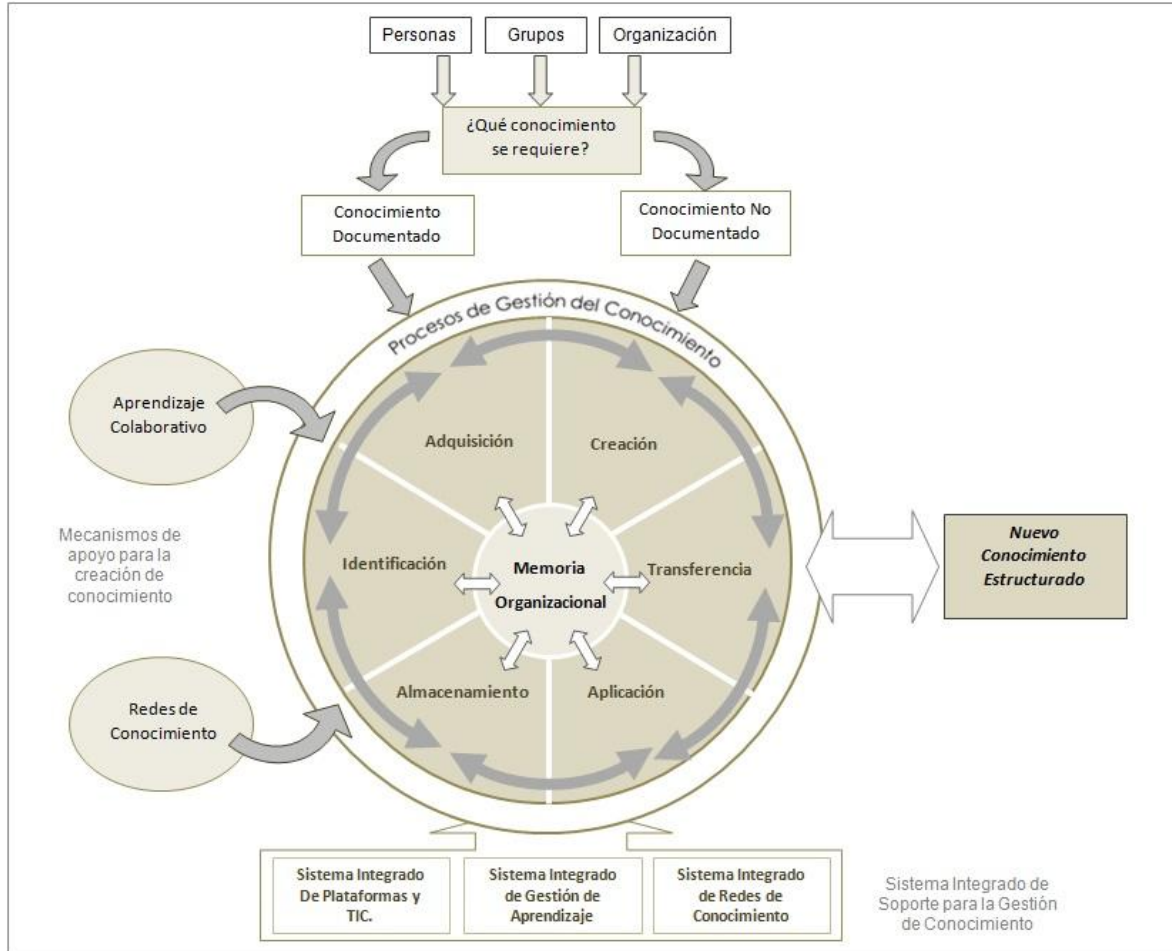 Personas
Grupos
Organización
¿Qué conocimiento
se requiere?
Conocimiento
Documentado
Conocimiento No
Documentado
Procesos de Gestión del Conocimiento
Aprendizaje
Colaborativo
Adquisición
Creación
Mecanismos de
apoyo para la
creación de
conocimiento
Identificación
Memoria
Organizacional
Transferencia
Nuevo
Conocimiento
Estructurado
Almacenamiento
Aplicación
Redes de
Conocimiento
Sistema Integrado
De Plataformas y
TIC.
Sistema Integrado
de Gestión de
Aprendizaje
Sistema Integrado
de Redes de
Conocimiento
Sistema Integrado de
Soporte para la Gestión
de Conocimiento